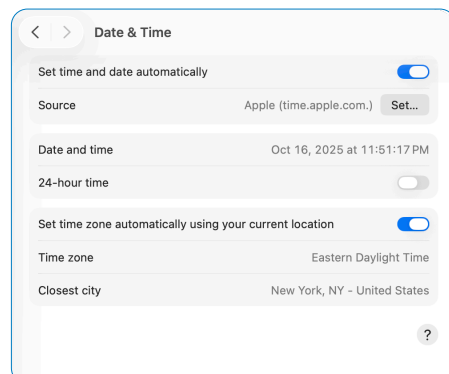 Date & Time
Set time and date automatically
Source Apple (time.apple.com.) Set...
Date and time Oct 16, 2025 at 11:51:17 PM
24-hour time
Set time zone automatically using your current location
Time zone Eastern Daylight Time
Closest city New York, NY - United States
?